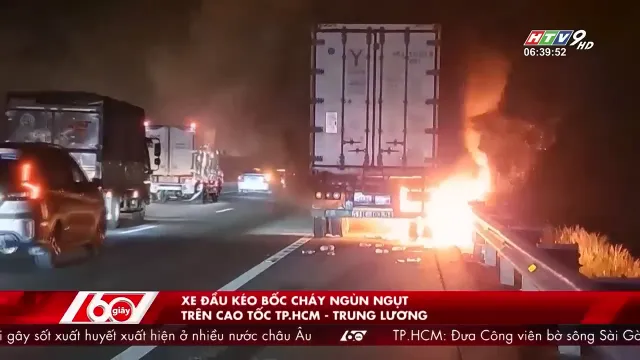 HTV9 HD
06:39:52
Y
60 giây
XE ĐẦU KÉO BỐC CHÁY NGÙN NGỤT
TRÊN CAO TỐC TP.HCM - TRUNG LƯƠNG
i gây sốt xuất huyết xuất hiện ở nhiều nước châu Âu
TP.HCM: Đưa Công viên bờ sông Sài Gà